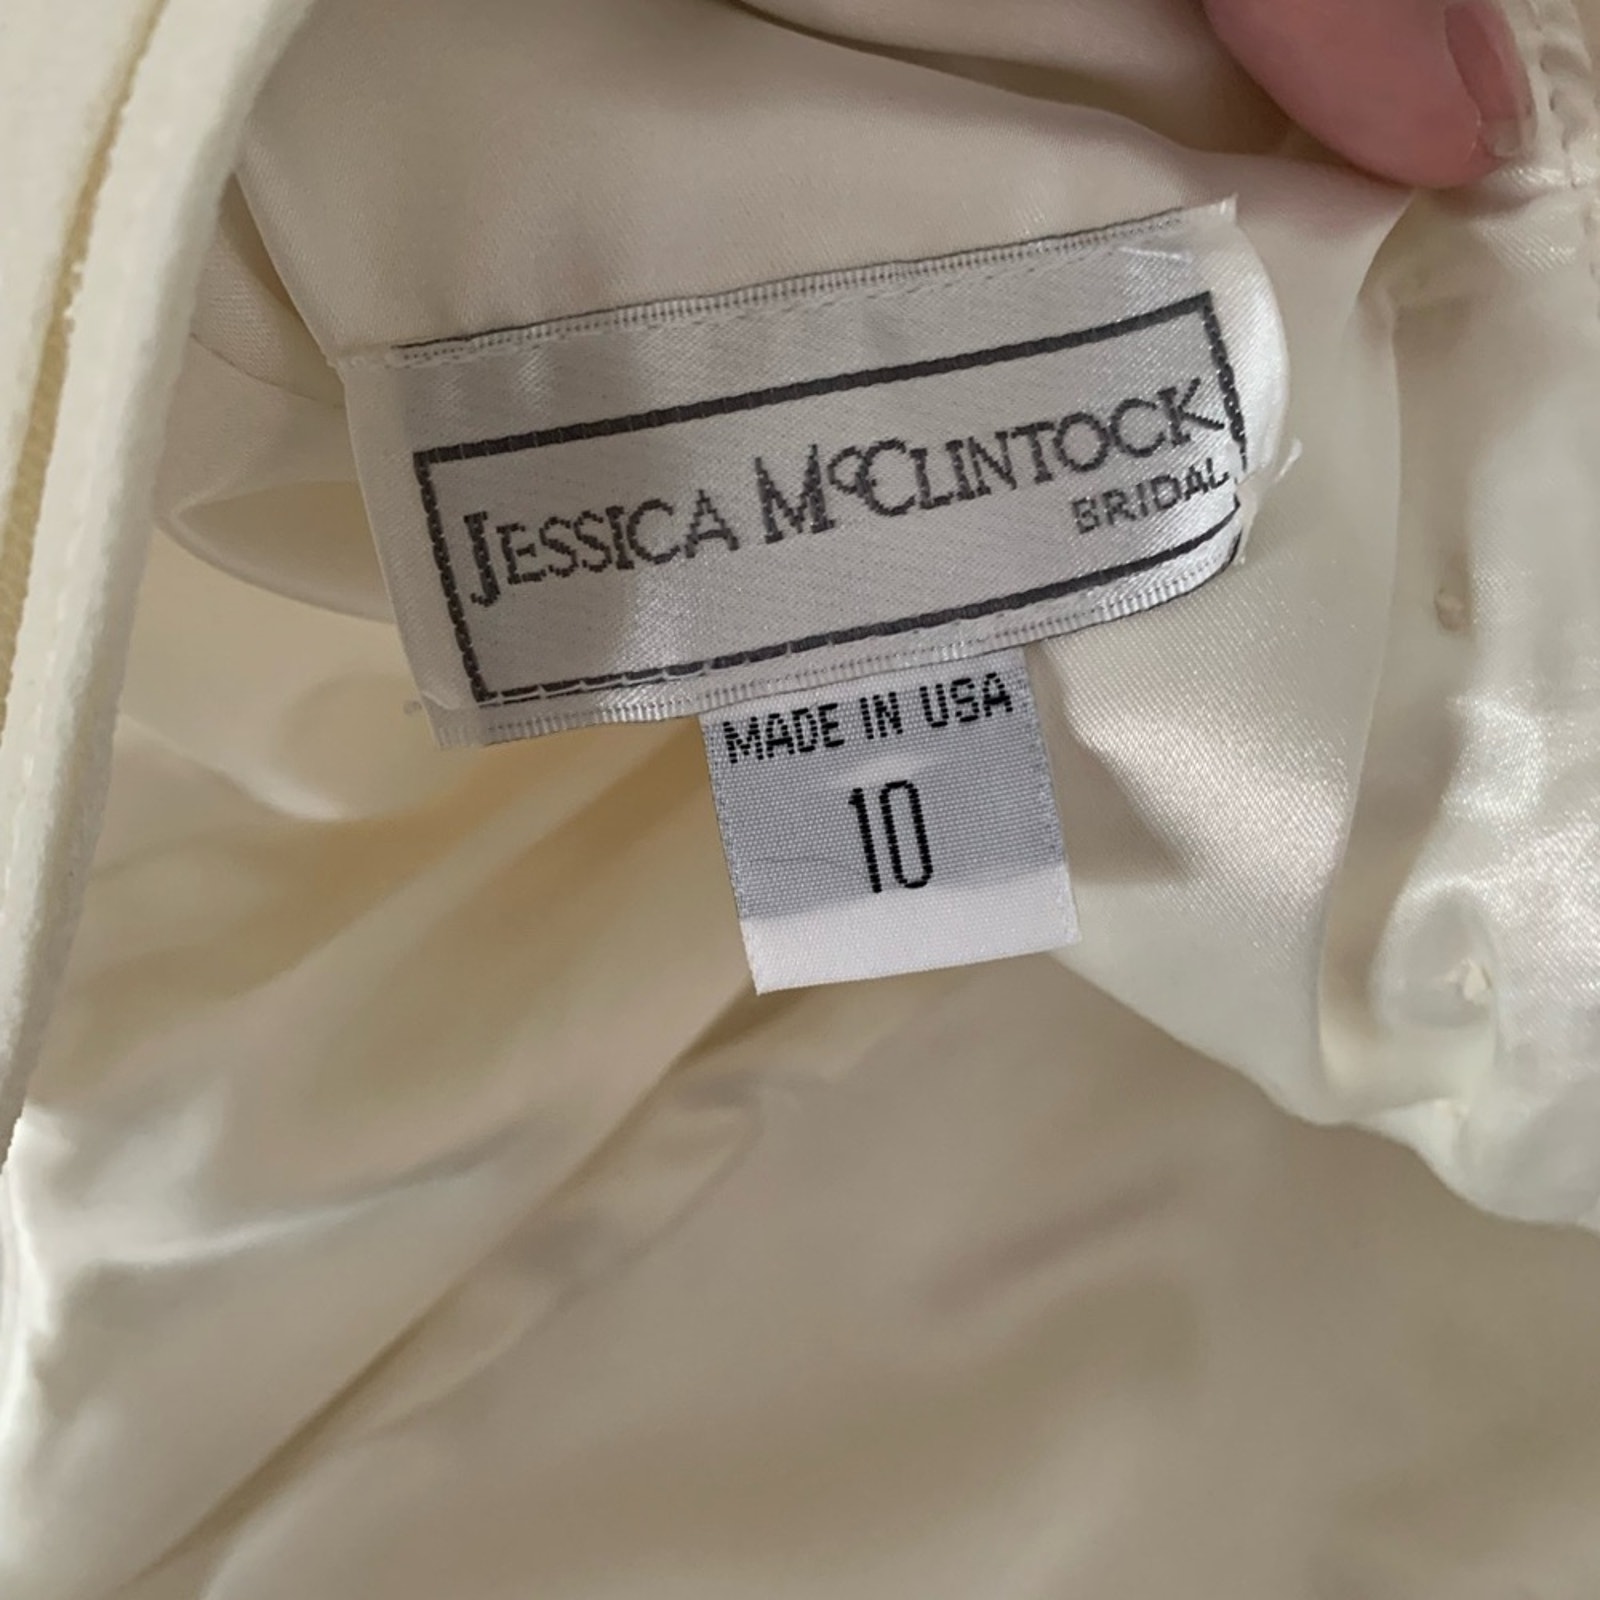 JESSICA McCLINTOCK
BRIDAL
MADE IN USA
10